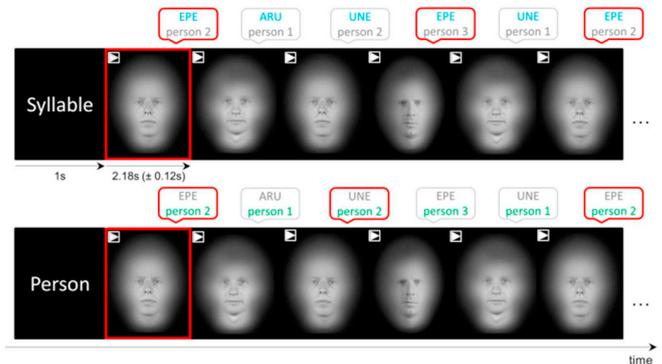 EPE ARU UNE EPE UNE EPE
person 2 person 1 person 2 person 3 person 1 person 2
Syllable
...
1s 2.18s (± 0.12s)
EPE ARU UNE EPE UNE EPE
person 2 person 1 person 2 person 3 person 1 person 2
Person
...
time